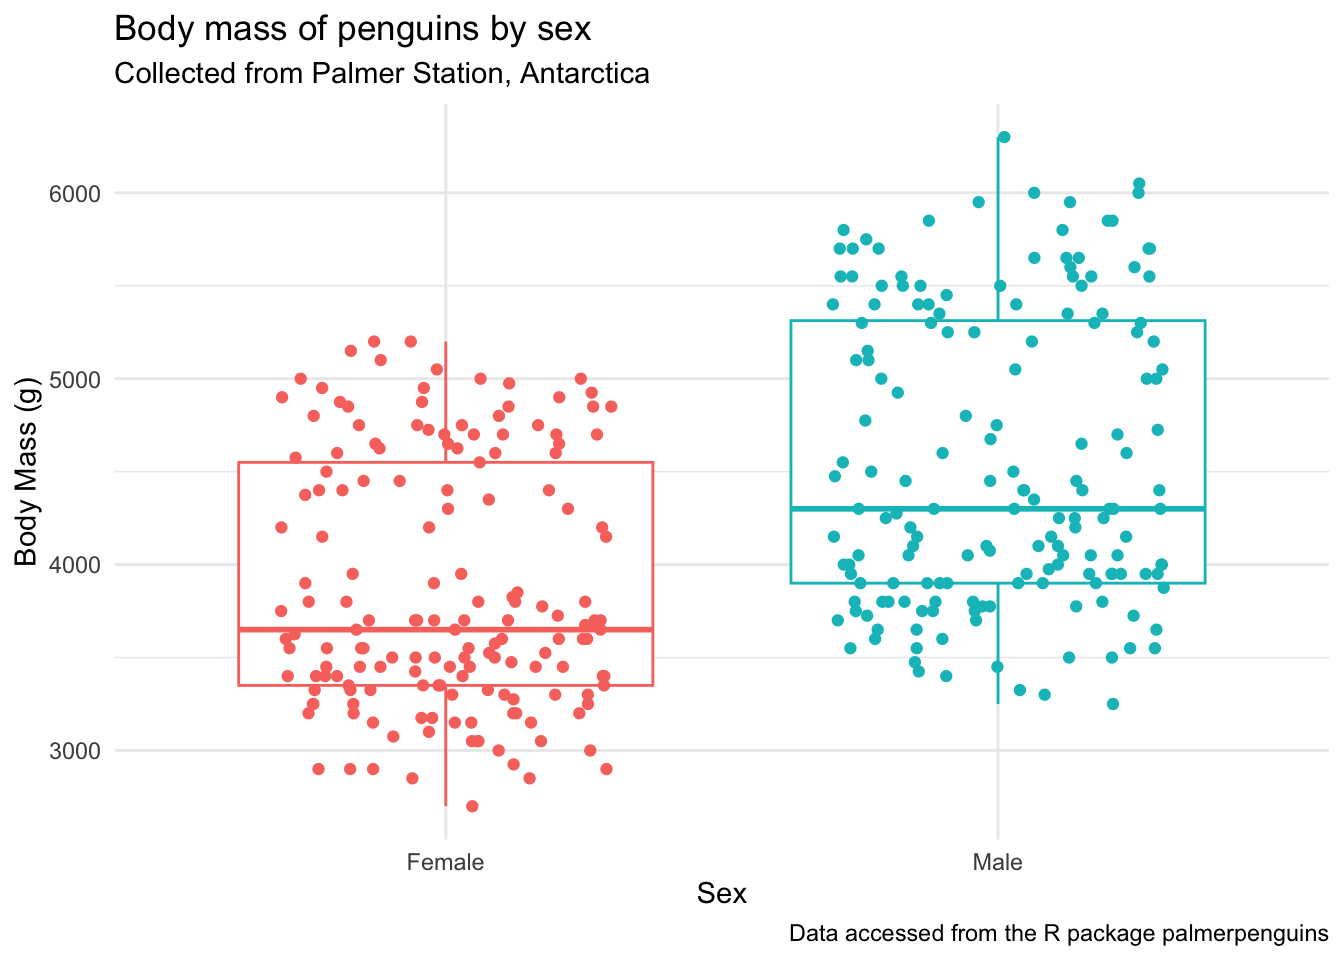 Body mass of penguins by sex
Collected from Palmer Station, Antarctica
Body Mass (g)
6000
5000
4000
3000
Female Male
Sex
Data accessed from the R package palmerpenguins